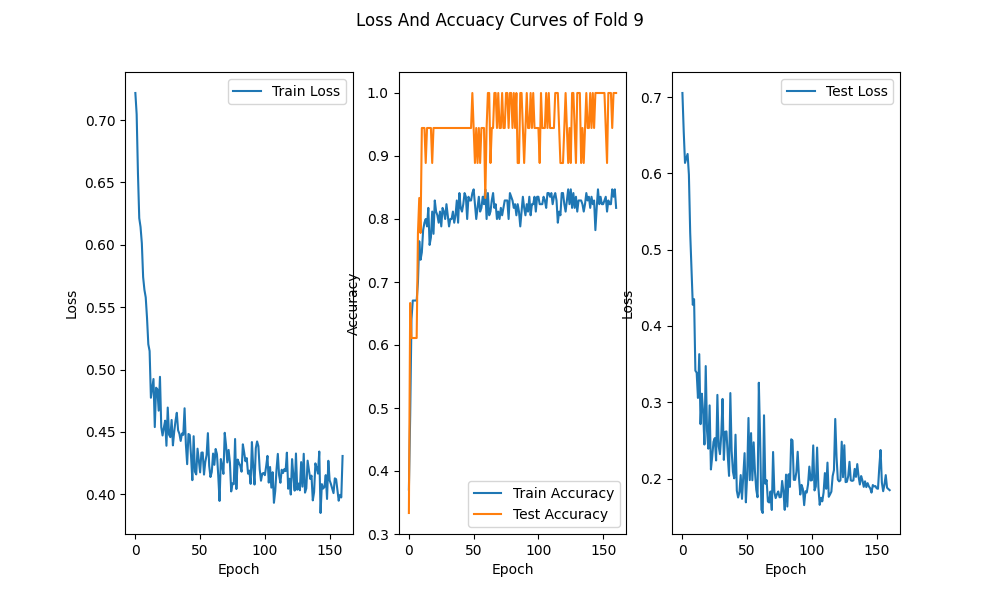 Loss And Accuacy Curves of Fold 9
Loss
0.70
0.65
0.60
0.55
0.50
0.45
0.40
Train Loss
0 50 100 150
Epoch
Accuracy
1.0
0.9
0.8
0.7
0.6
0.5
0.4
0.3
Train Accuracy
Test Accuracy
0 50 100 150
Epoch
Loss
0.7
0.6
0.5
0.4
0.3
0.2
Test Loss
0 50 100 150
Epoch